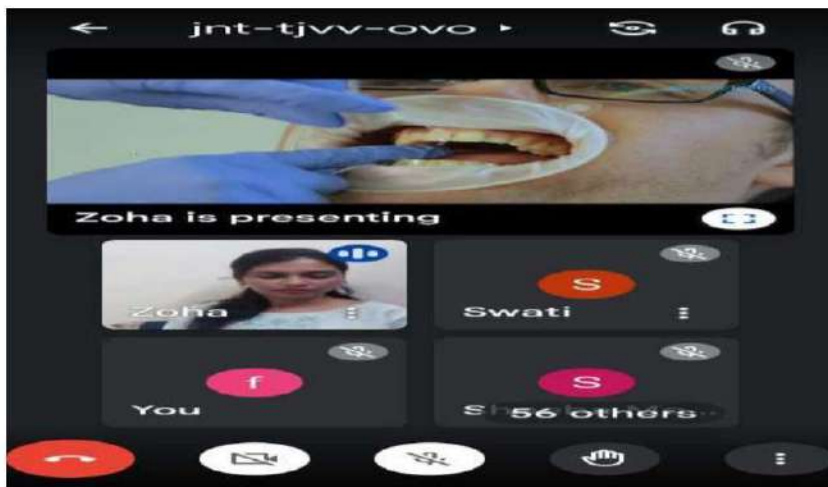 jnt-tjvv-ovo
Zoha is presenting
Zoha
S
Swati
f
You
S
56 others